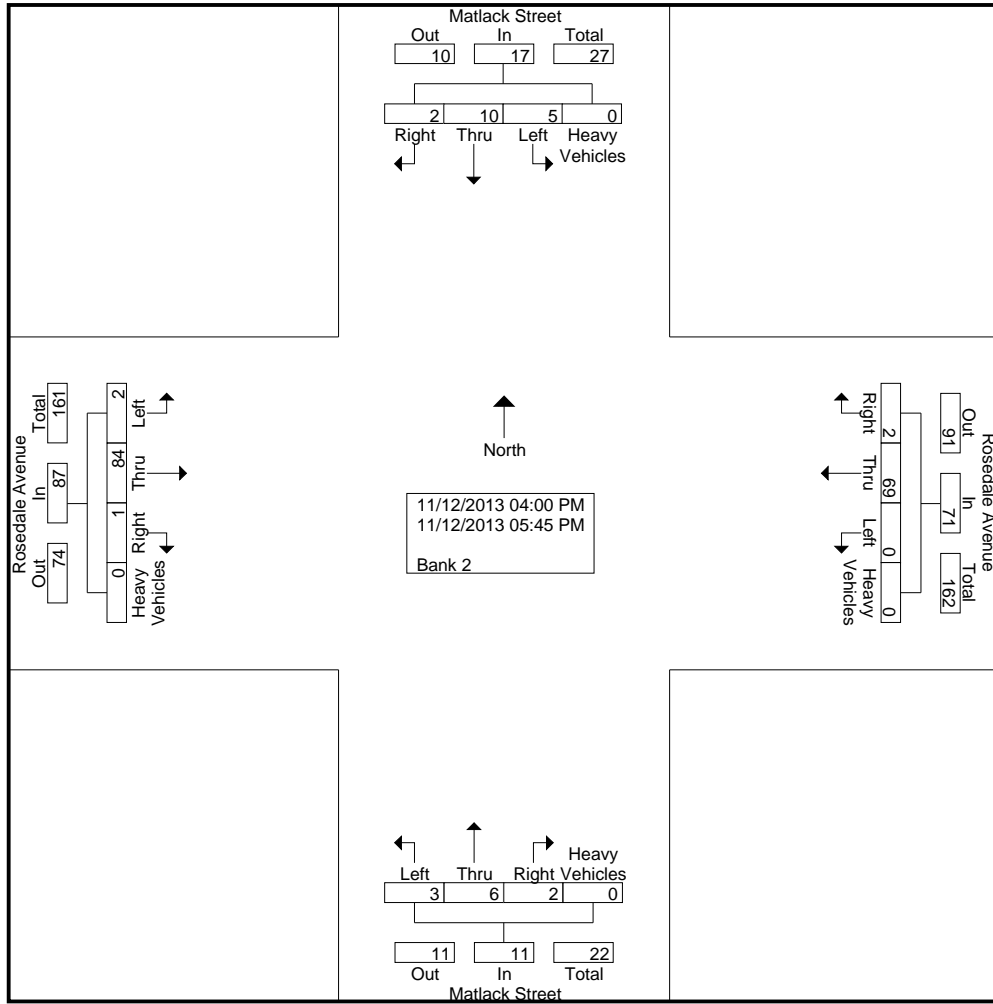 Matlack Street
Out In Total
10 17 27
2 10 5 0
Right Thru Left Heavy
Vehicles
Rosedale Avenue
Total In Out
161 87 74
2 84 1 0
Left Thru Right Heavy
Vehicles
North
11/12/2013 04:00 PM
11/12/2013 05:45 PM
Bank 2
Rosedale Avenue
Out In Total
91 71 162
2 69 0 0
Right Thru Left Heavy
Vehicles
Heavy
Left Thru Right Vehicles
3 6 2 0
11 11 22
Out In Total
Matlack Street